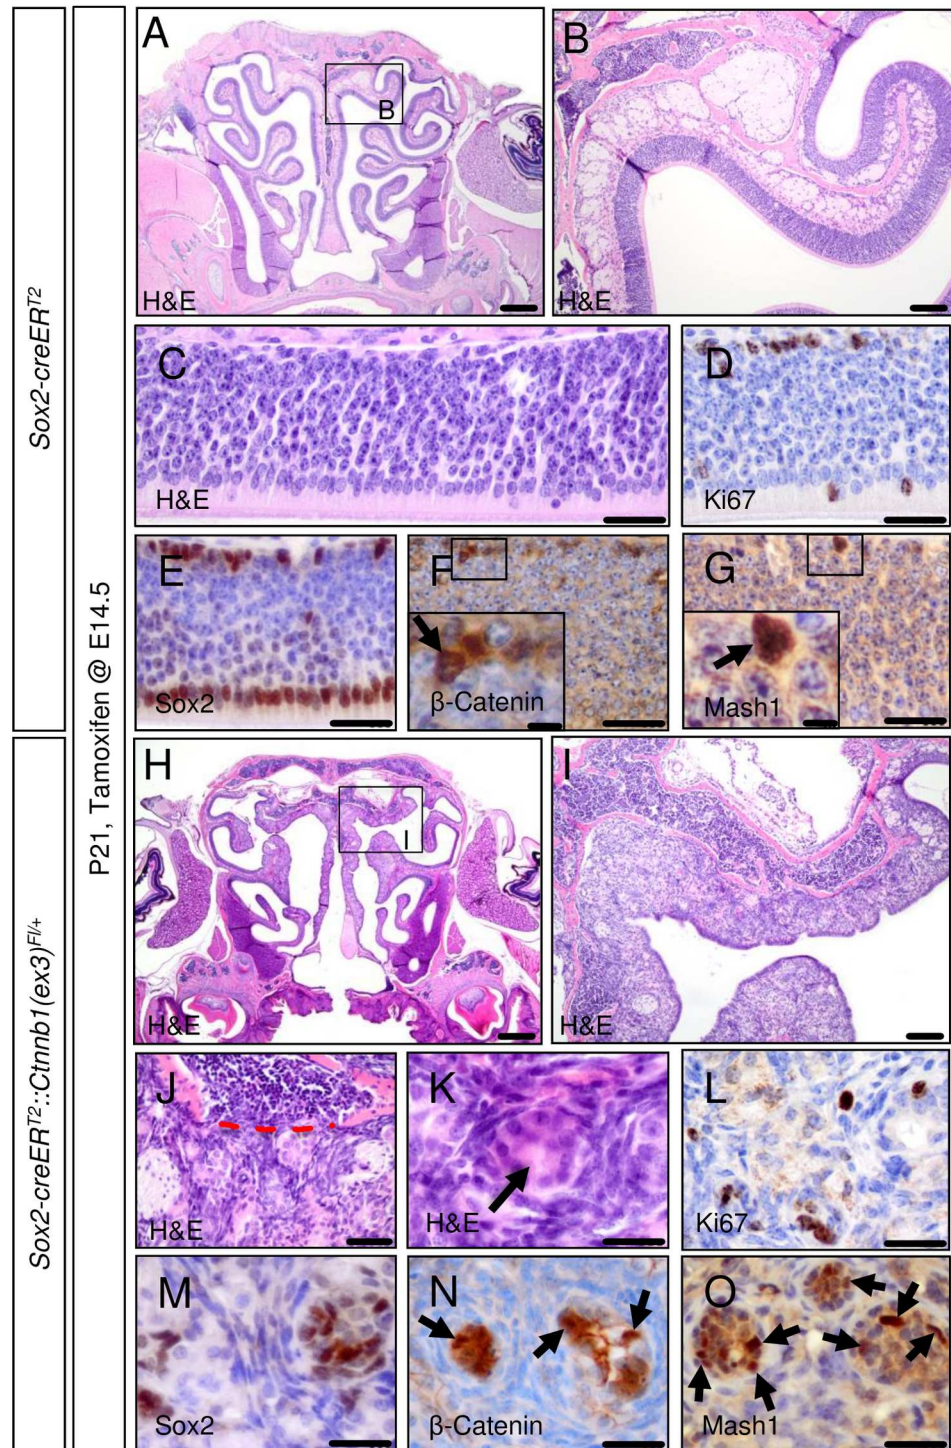 Sox2-creER^T2
P21, Tamoxifen @ E14.5
Sox2-creER^T2::Ctnnb1(ex3)^Fl/+
A
B
H&E
B
H&E
C
H&E
D
Ki67
E
Sox2
F
β-Catenin
G
Mash1
H
I
H&E
I
H&E
J
H&E
K
H&E
L
Ki67
M
Sox2
N
β-Catenin
O
Mash1